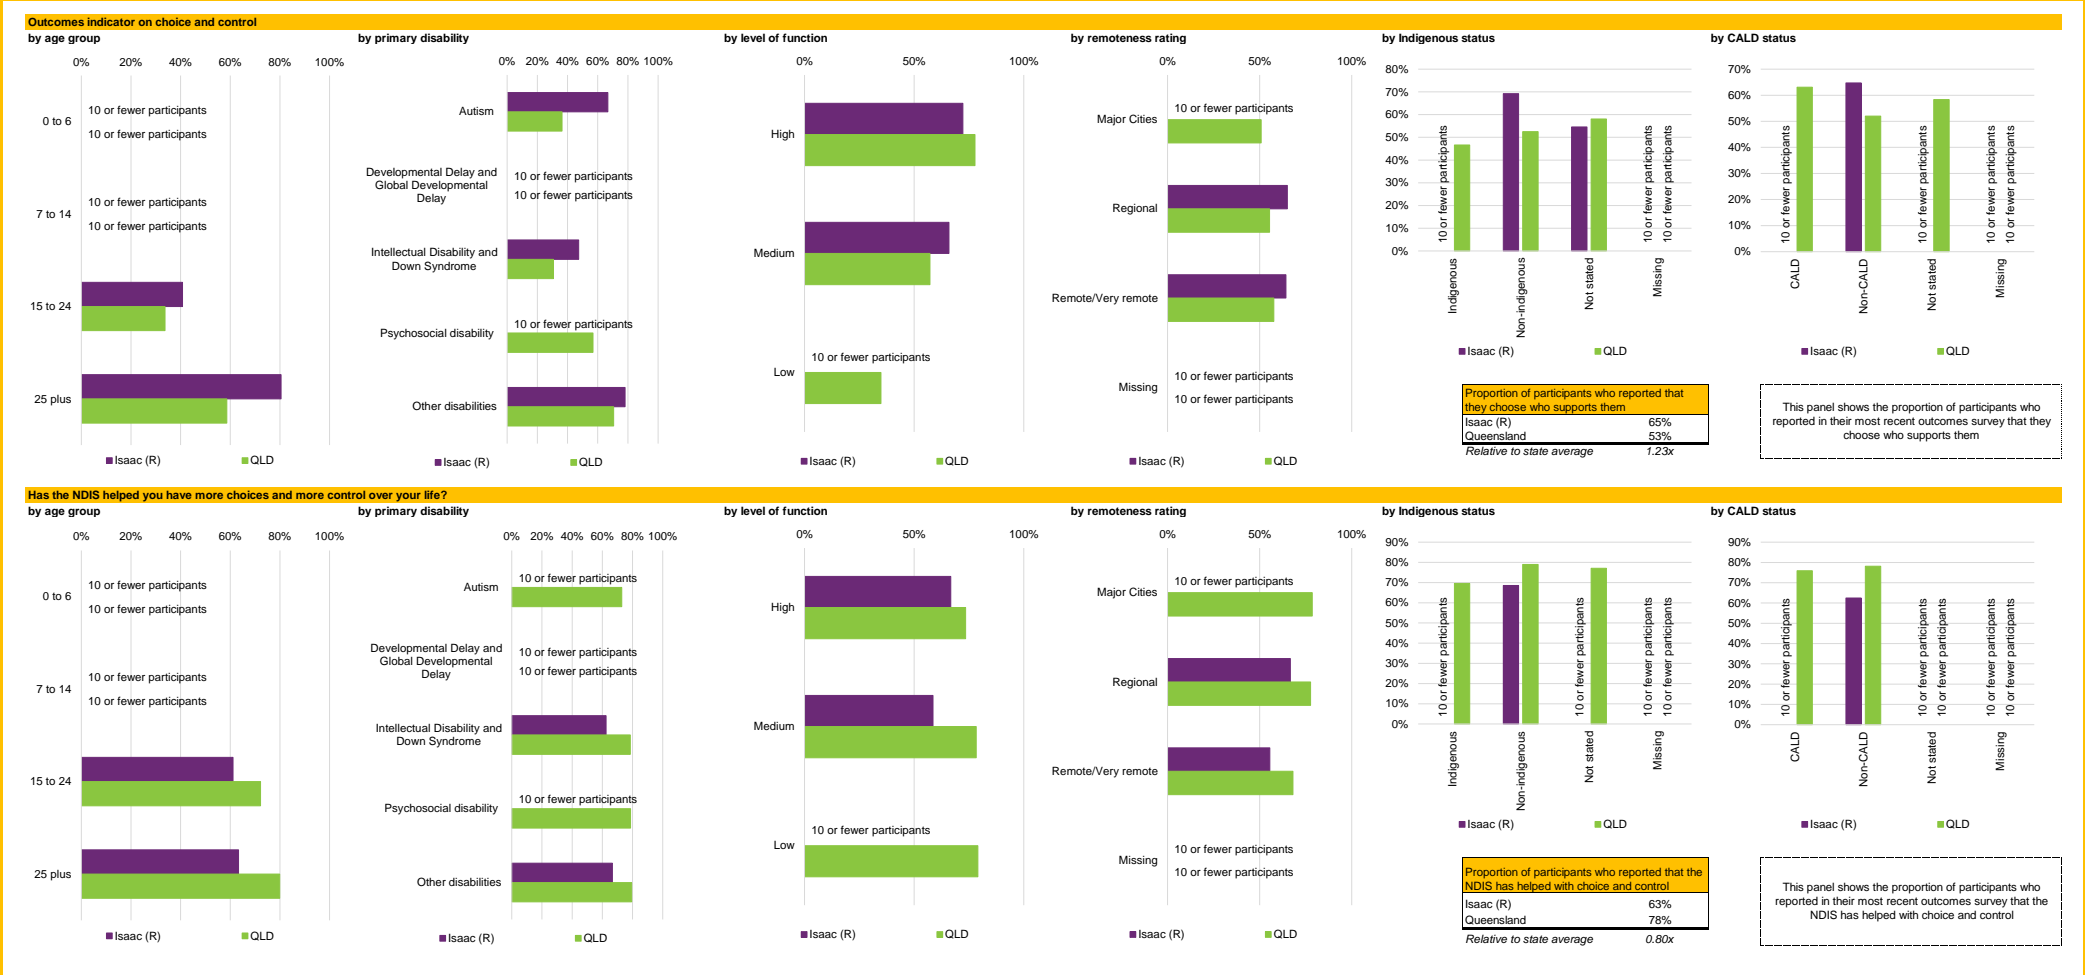 Outcomes indicator on choice and control
by age group
0% 20% 40% 60% 80% 100%
0 to 6
10 or fewer participants
10 or fewer participants
7 to 14
10 or fewer participants
10 or fewer participants
15 to 24
25 plus
Isaac (R) QLD
by primary disability
0% 20% 40% 60% 80% 100%
Autism
Developmental Delay and
Global Developmental
Delay
10 or fewer participants
10 or fewer participants
Intellectual Disability and
Down Syndrome
Psychosocial disability
10 or fewer participants
Other disabilities
Isaac (R) QLD
by level of function
0% 50% 100%
High
Medium
Low
10 or fewer participants
Isaac (R) QLD
by remoteness rating
0% 50% 100%
Major Cities
10 or fewer participants
Regional
Remote/Very remote
Missing
10 or fewer participants
10 or fewer participants
Isaac (R) QLD
by Indigenous status
80%
70%
60%
50%
40%
30%
20%
10%
0%
10 or fewer participants
10 or fewer participants
10 or fewer participants
Indigenous
Non-indigenous
Not stated
Missing
Isaac (R) QLD
Proportion of participants who reported that
they choose who supports them
Isaac (R) 65%
Queensland 53%
Relative to state average 1.23x
by CALD status
70%
60%
50%
40%
30%
20%
10%
0%
10 or fewer participants
10 or fewer participants
10 or fewer participants
10 or fewer participants
CALD
Non-CALD
Not stated
Missing
Isaac (R) QLD
This panel shows the proportion of participants who
reported in their most recent outcomes survey that they
choose who supports them
Has the NDIS helped you have more choices and more control over your life?
by age group
0% 20% 40% 60% 80% 100%
0 to 6
10 or fewer participants
10 or fewer participants
7 to 14
10 or fewer participants
10 or fewer participants
15 to 24
25 plus
Isaac (R) QLD
by primary disability
0% 20% 40% 60% 80% 100%
Autism
10 or fewer participants
Developmental Delay and
Global Developmental
Delay
10 or fewer participants
10 or fewer participants
Intellectual Disability and
Down Syndrome
Psychosocial disability
10 or fewer participants
Other disabilities
Isaac (R) QLD
by level of function
0% 50% 100%
High
Medium
Low
10 or fewer participants
Isaac (R) QLD
by remoteness rating
0% 50% 100%
Major Cities
10 or fewer participants
Regional
Remote/Very remote
Missing
10 or fewer participants
10 or fewer participants
Isaac (R) QLD
by Indigenous status
90%
80%
70%
60%
50%
40%
30%
20%
10%
0%
10 or fewer participants
10 or fewer participants
10 or fewer participants
10 or fewer participants
Indigenous
Non-indigenous
Not stated
Missing
Isaac (R) QLD
Proportion of participants who reported that the
NDIS has helped with choice and control
Isaac (R) 63%
Queensland 78%
Relative to state average 0.80x
by CALD status
90%
80%
70%
60%
50%
40%
30%
20%
10%
0%
10 or fewer participants
10 or fewer participants
10 or fewer participants
10 or fewer participants
10 or fewer participants
CALD
Non-CALD
Not stated
Missing
Isaac (R) QLD
This panel shows the proportion of participants who
reported in their most recent outcomes survey that the
NDIS has helped with choice and control